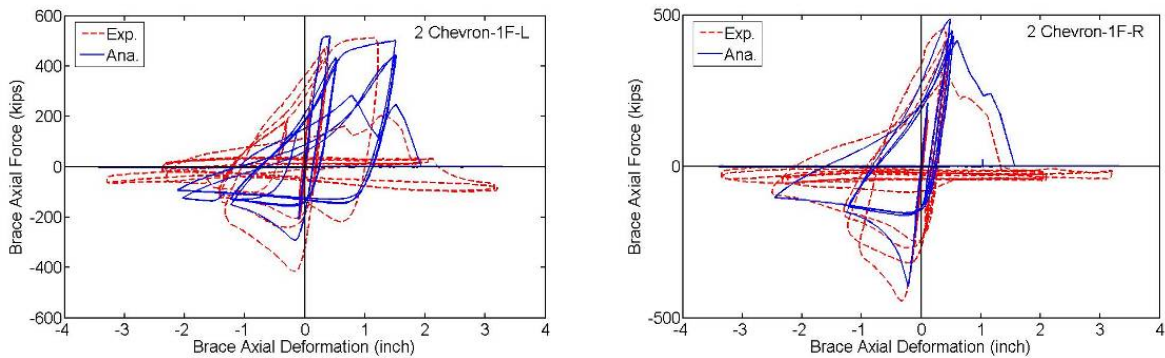 600
400
200
0
-200
-400
-600
Brace Axial Force (kips)
Exp.
Ana.
2 Chevron-1F-L
-4 -3 -2 -1 0 1 2 3 4
Brace Axial Deformation (inch)
500
0
-500
Brace Axial Force (kips)
Exp.
Ana.
2 Chevron-1F-R
-4 -3 -2 -1 0 1 2 3 4
Brace Axial Deformation (inch)